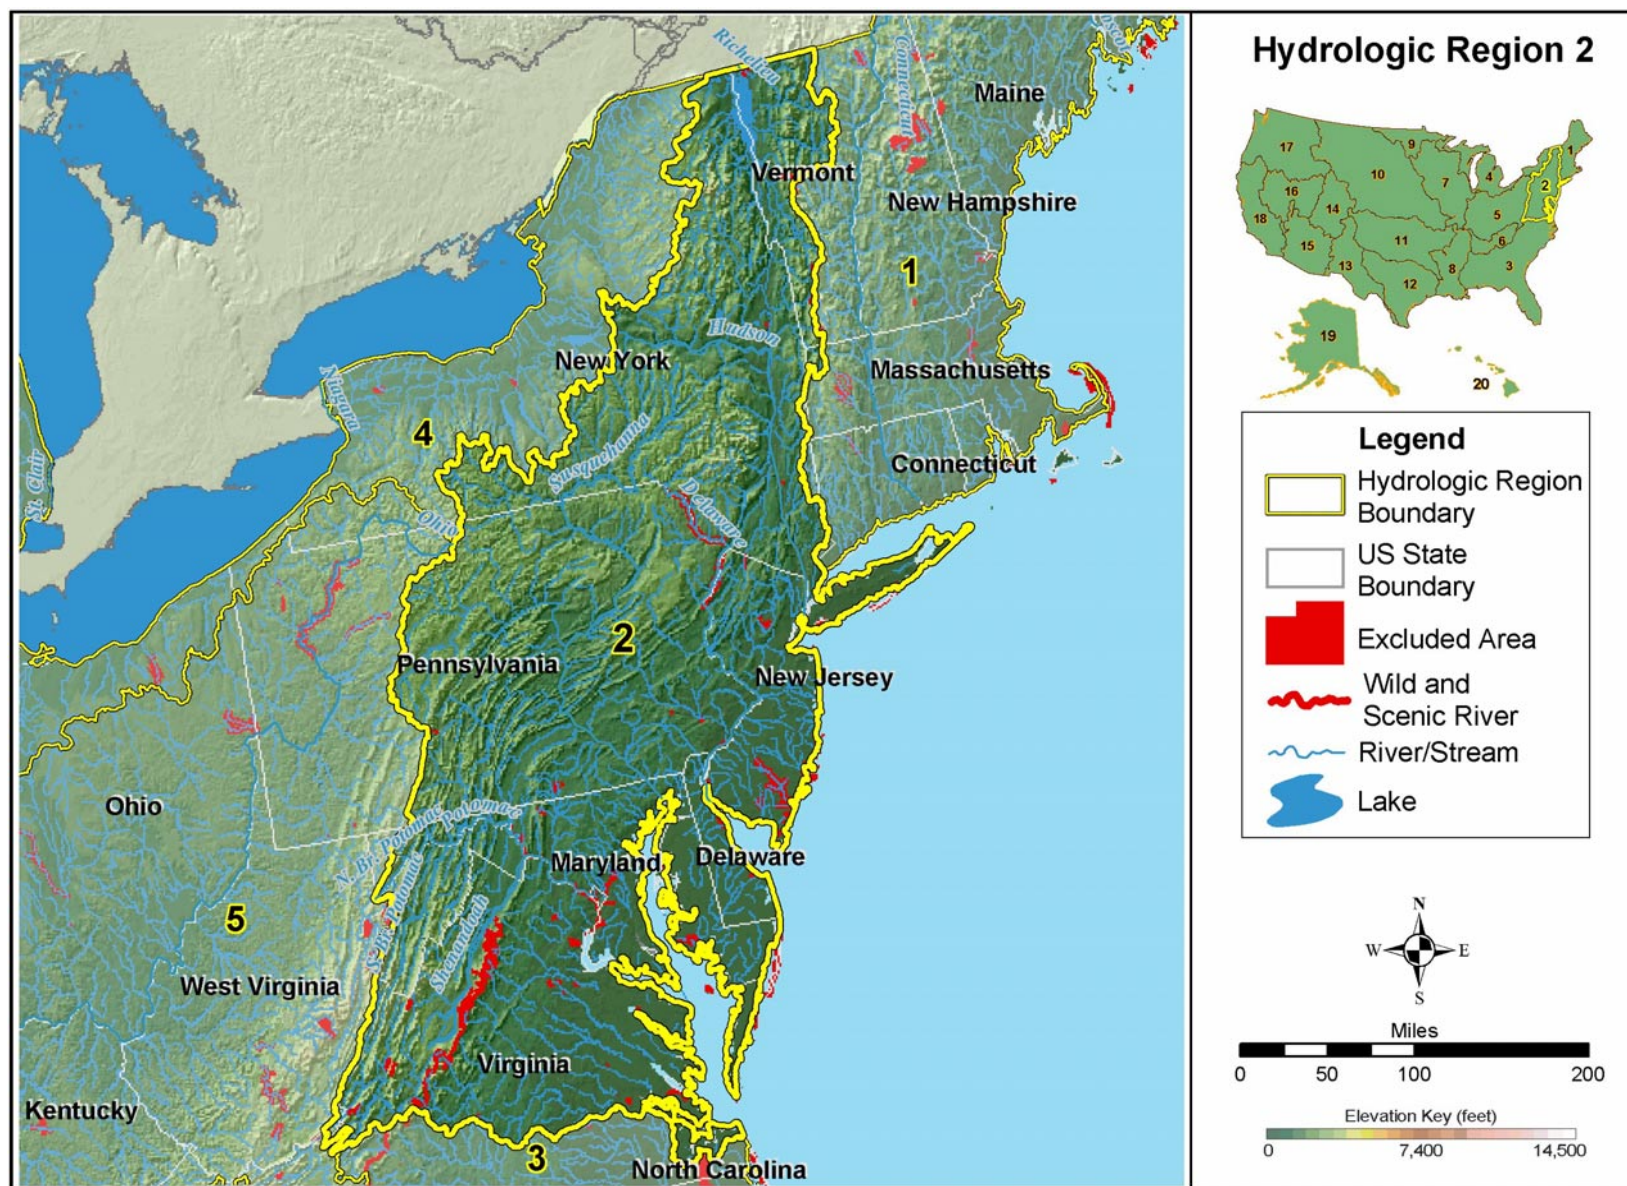 Richelieu
Connecticut
Maine
Vermont
New Hampshire
1
Hudson
New York
Massachusetts
Niagara
4
Susquehanna
Connecticut
St. Clair
Ohio
Delaware
2
Pennsylvania
New Jersey
Ohio
N. Br. Potomac
Potomac
Maryland
Delaware
5
S. Br. Potomac
Shenandoah
West Virginia
Virginia
Kentucky
3
North Carolina
Hydrologic Region 2
17
9
1
10
7
4
2
16
5
14
18
11
6
15
13
8
3
12
19
20
Legend
Hydrologic Region
Boundary
US State
Boundary
Excluded Area
Wild and
Scenic River
River/Stream
Lake
N
W
E
S
Miles
0 50 100 200
Elevation Key (feet)
0 7,400 14,500